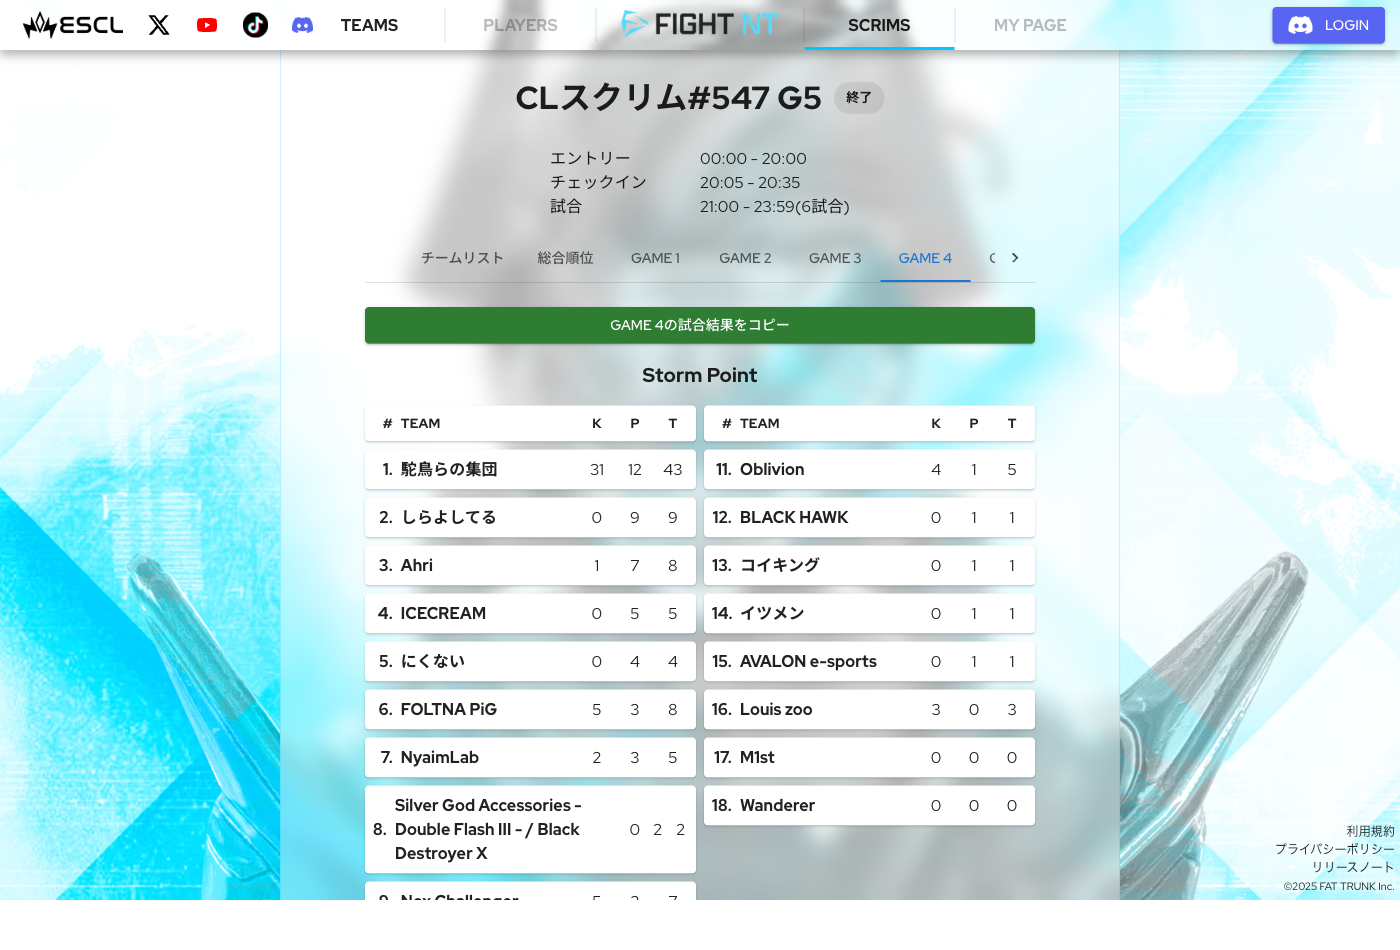 ESCL TEAMS PLAYERS FIGHT NT SCRIMS MY PAGE LOGIN
CLスクリム#547 G5 終了
エントリー 00:00 - 20:00
チェックイン 20:05 - 20:35
試合 21:00 - 23:59(6試合)
チームリスト 総合順位 GAME 1 GAME 2 GAME 3 GAME 4
GAME 4の試合結果をコピー
Storm Point
# TEAM K P T
1. 駝鳥らの集団 31 12 43
2. しらよしてる 0 9 9
3. Ahri 1 7 8
4. ICECREAM 0 5 5
5. にくない 0 4 4
6. FOLTNA PiG 5 3 8
7. NyaimLab 2 3 5
8. Silver God Accessories -
Double Flash III - / Black
Destroyer X 0 2 2
# TEAM K P T
11. Oblivion 4 1 5
12. BLACK HAWK 0 1 1
13. コイキング 0 1 1
14. イツメン 0 1 1
15. AVALON e-sports 0 1 1
16. Louis zoo 3 0 3
17. M1st 0 0 0
18. Wanderer 0 0 0
利用規約
プライバシーポリシー
リリースノート
©2025 FAT TRUNK Inc.